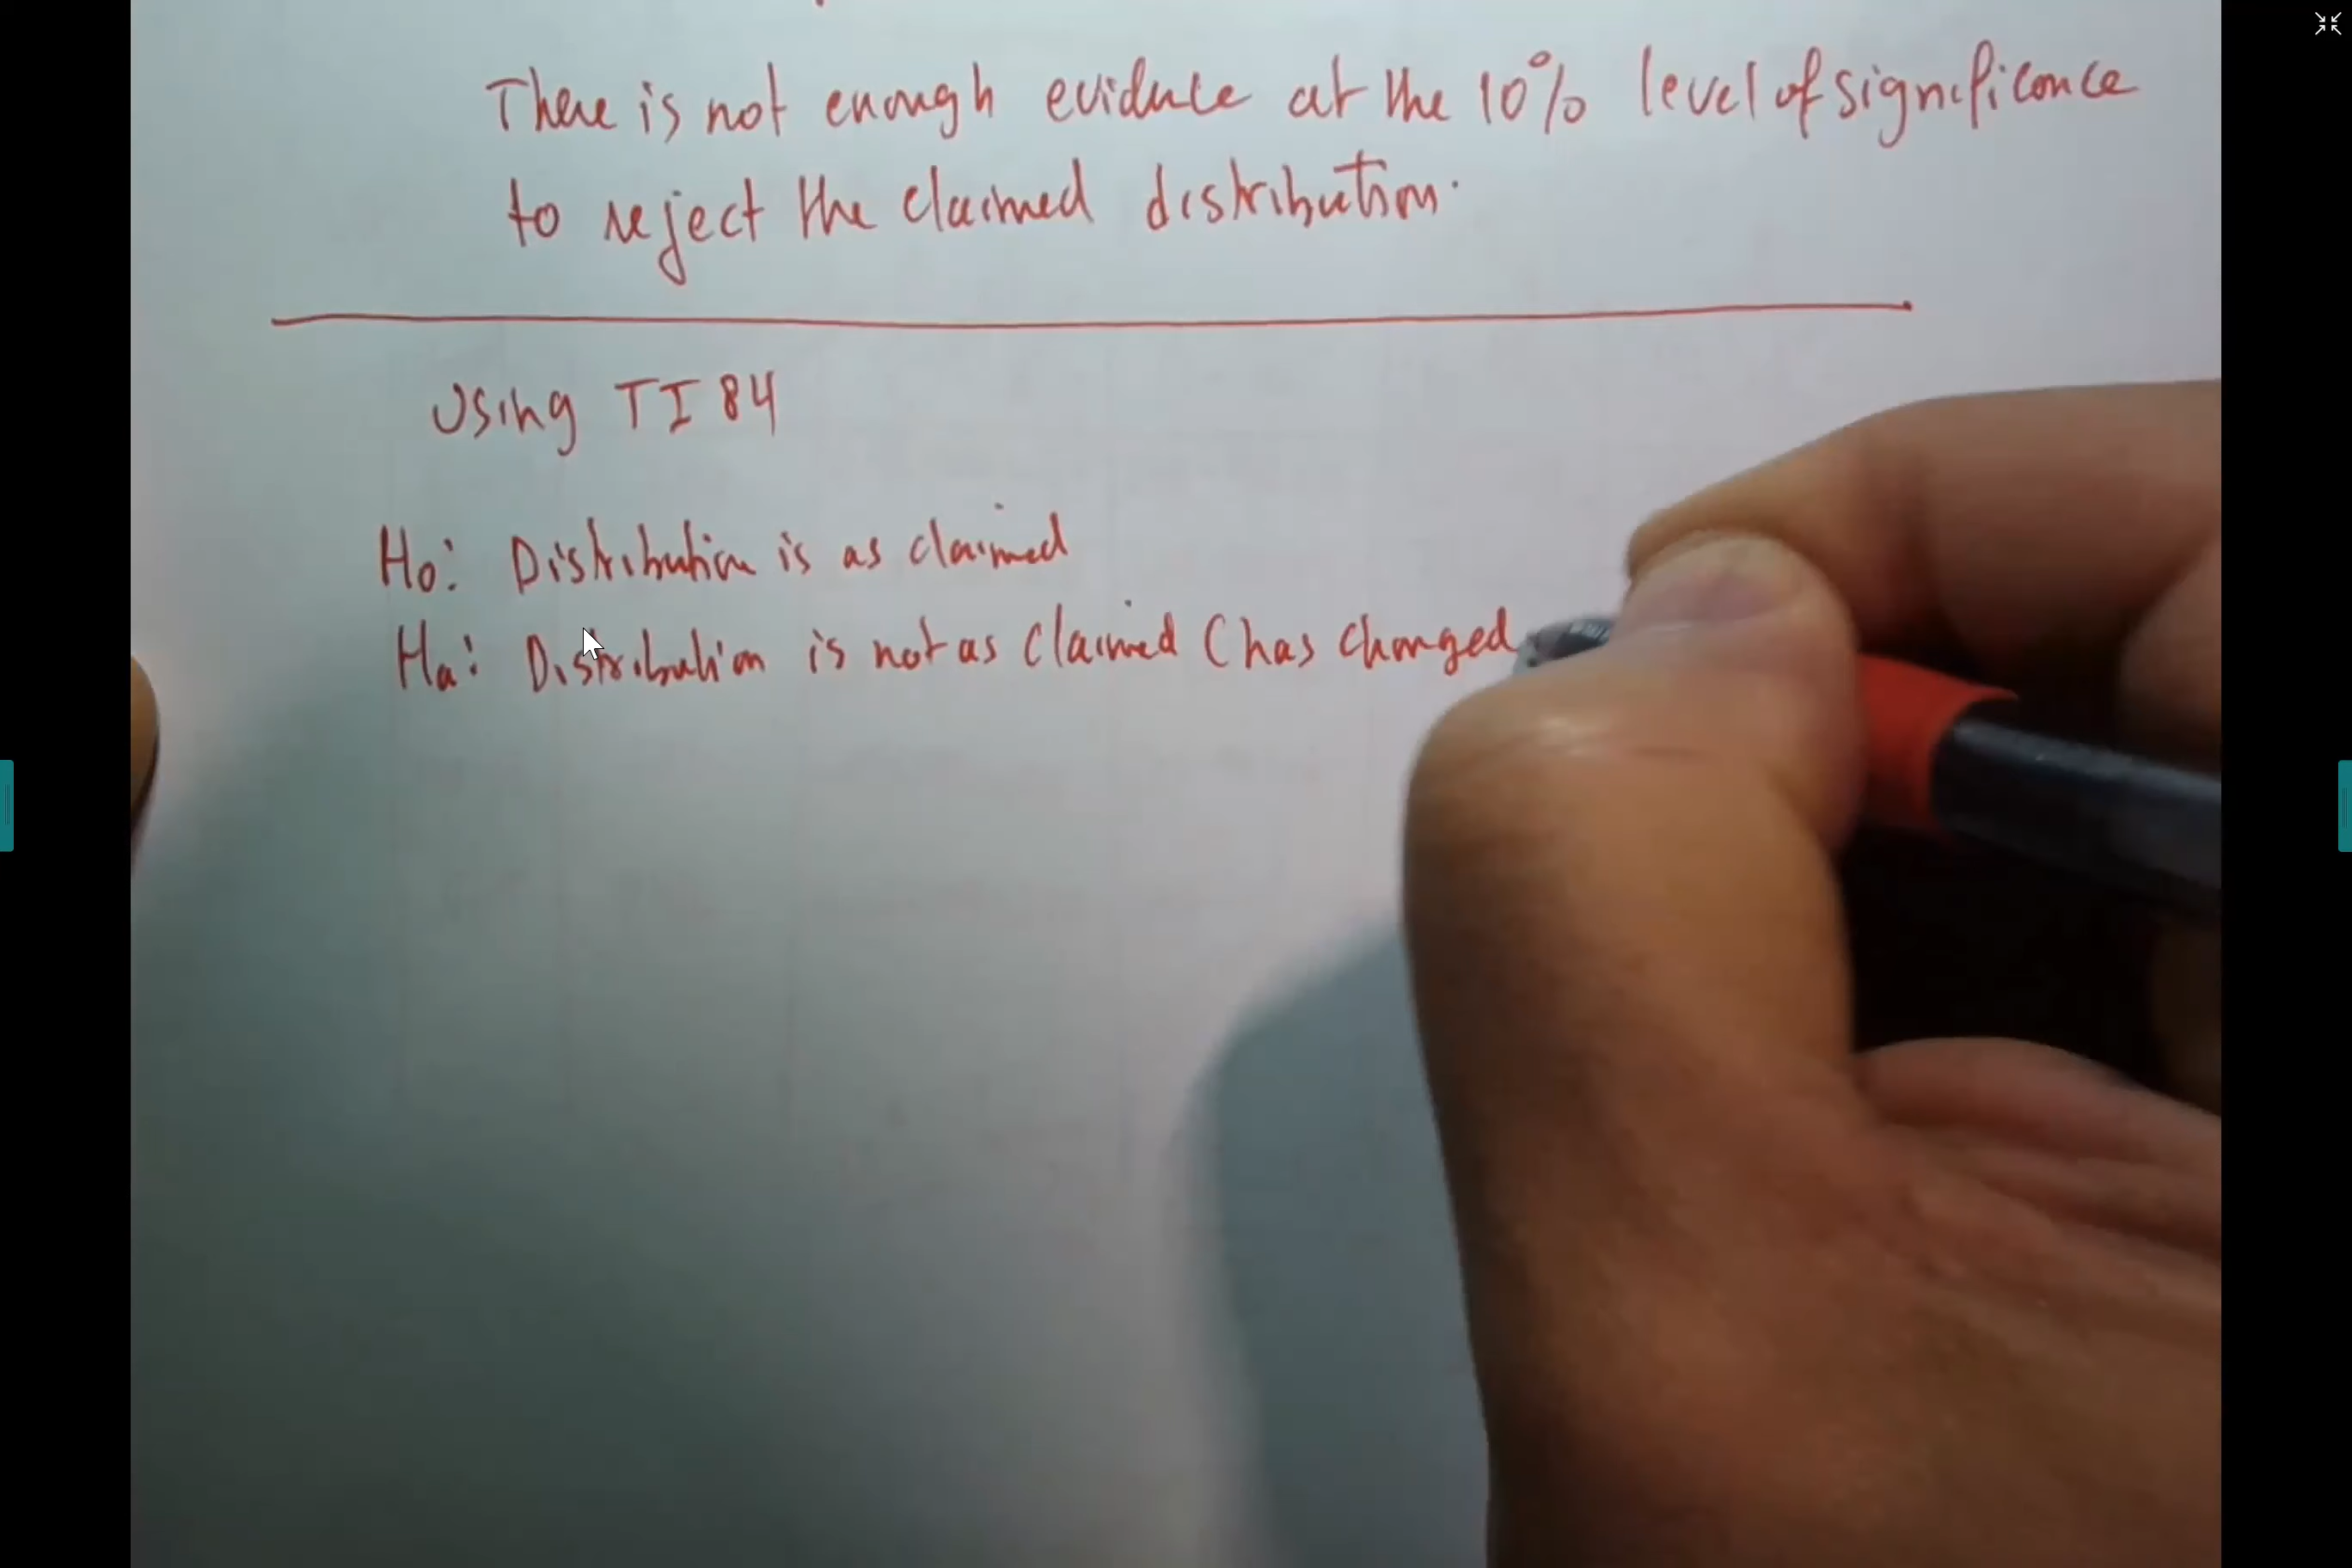 There is not enough evidence at the 10% level of significance
to reject the claimed distribution.
Using TI 84
Ho: Distribution is as claimed
Ha: Distribution is not as claimed (has changed